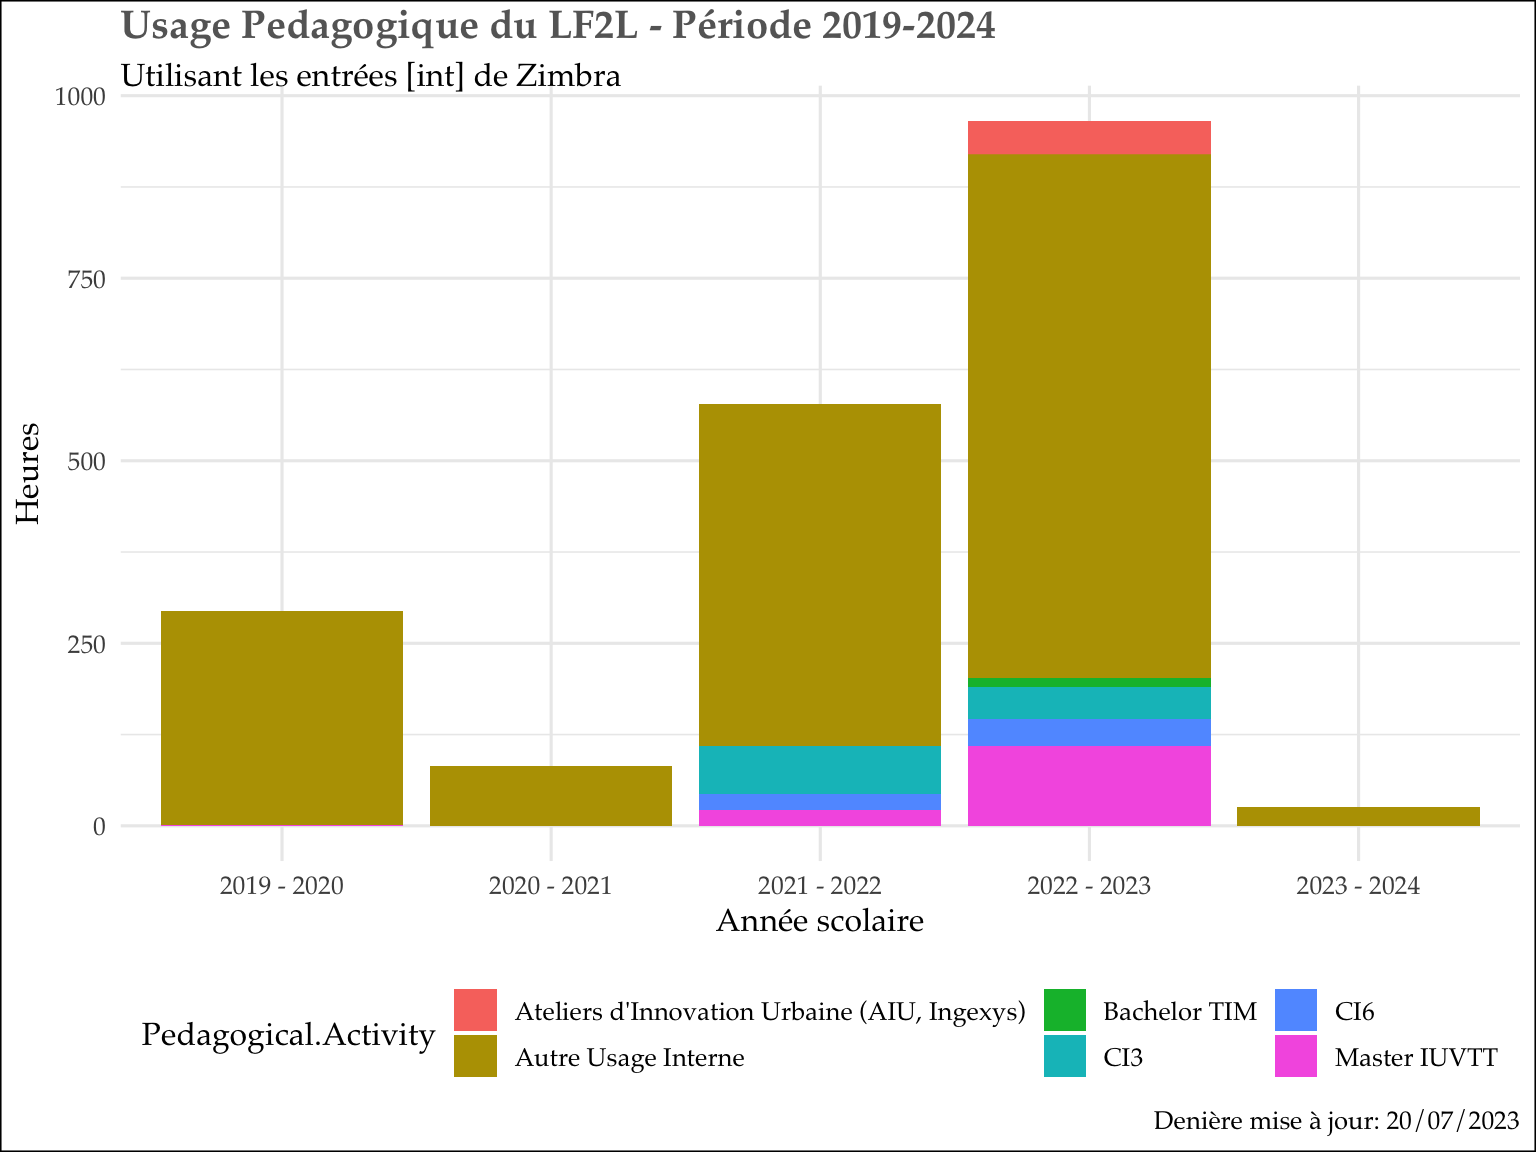 Usage Pedagogique du LF2L - Période 2019-2024
Utilisant les entrées [int] de Zimbra
1000
750
500
250
0
Heures
2019 - 2020 2020 - 2021 2021 - 2022 2022 - 2023 2023 - 2024
Année scolaire
Pedagogical.Activity
Ateliers d'Innovation Urbaine (AIU, Ingexys) Bachelor TIM CI6
Autre Usage Interne CI3 Master IUVTT
Denière mise à jour: 20/07/2023